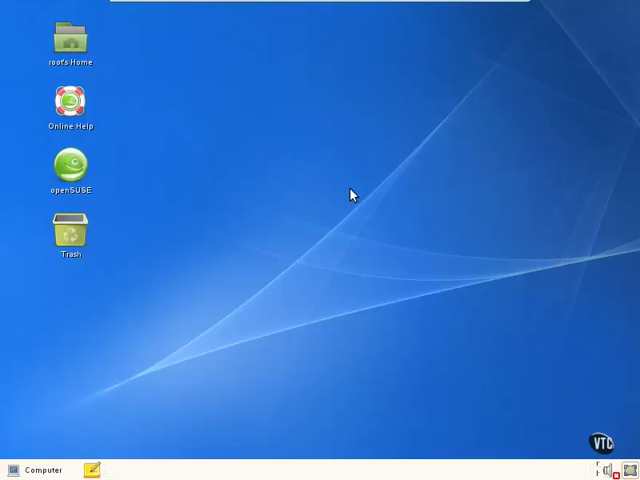 root's Home
Online Help
openSUSE
Trash
VTC
Computer